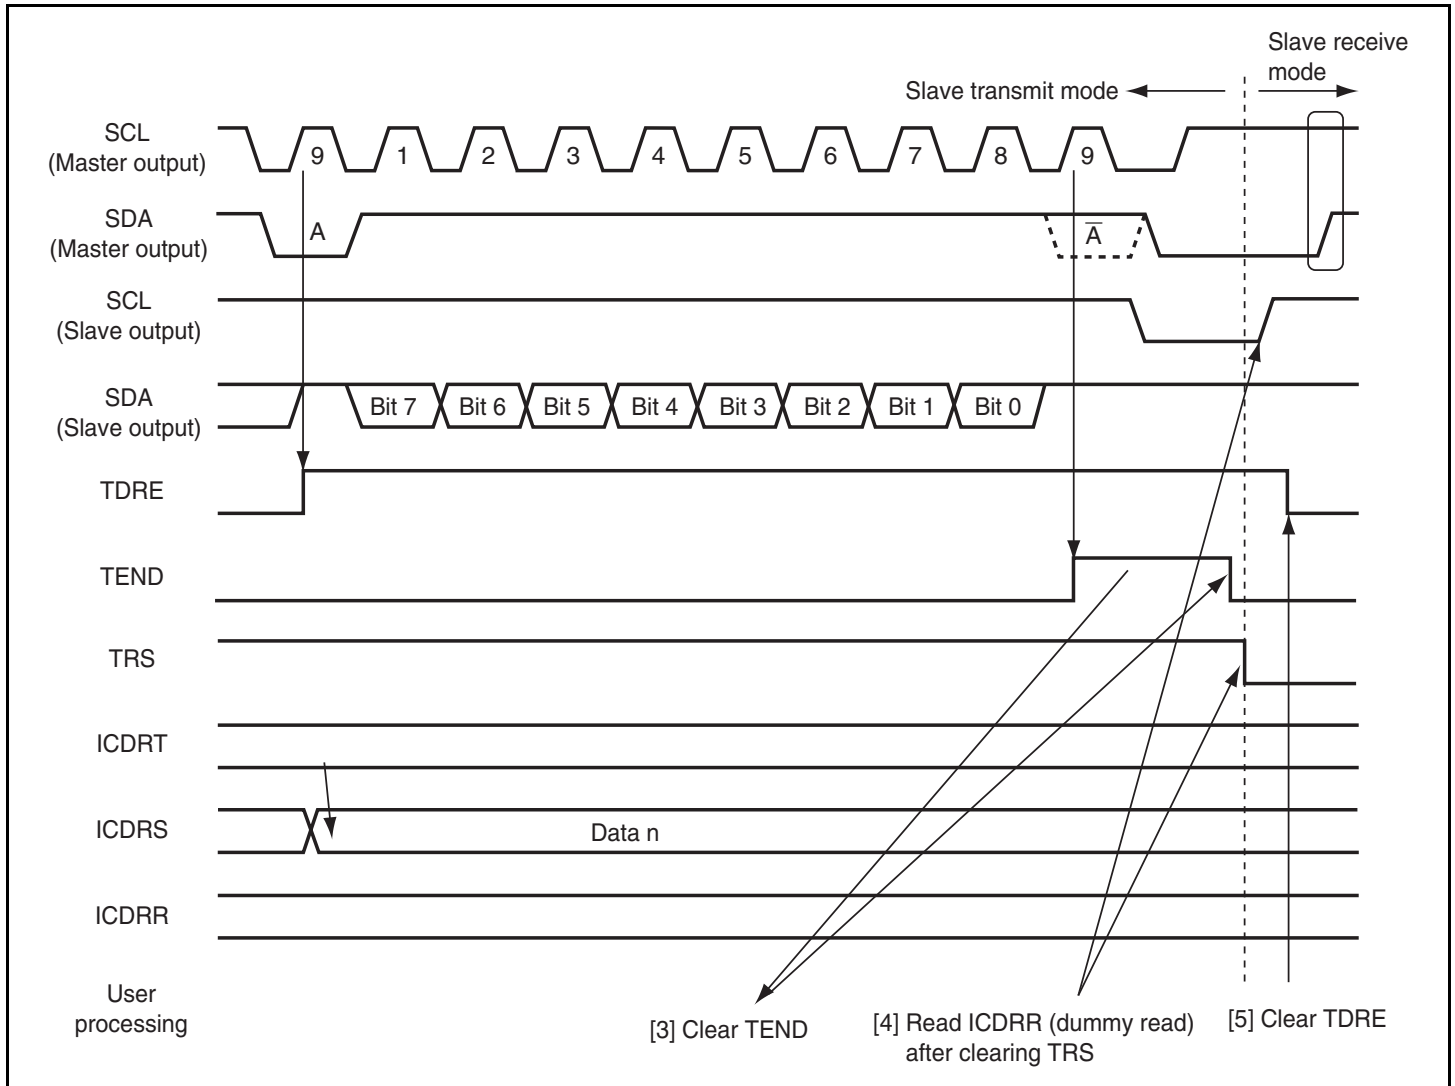 Slave receive
mode
Slave transmit mode
SCL
(Master output)
9 1 2 3 4 5 6 7 8 9
SDA
(Master output)
A A̅
SCL
(Slave output)
SDA
(Slave output)
Bit 7 Bit 6 Bit 5 Bit 4 Bit 3 Bit 2 Bit 1 Bit 0
TDRE
TEND
TRS
ICDRT
ICDRS
Data n
ICDRR
User
processing
[3] Clear TEND
[4] Read ICDRR (dummy read)
after clearing TRS
[5] Clear TDRE